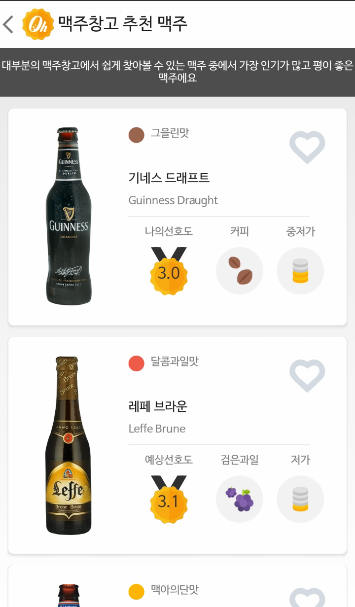 Oh 맥주창고 추천 맥주
대부분의 맥주창고에서 쉽게 찾아볼 수 있는 맥주 중에서 가장 인기가 많고 평이 좋은
맥주에요
그을린맛
기네스 드래프트
Guinness Draught
나의선호도 커피 중저가
3.0
GUINNESS
GUINNESS
달콤과일맛
레페 브라운
Leffe Brune
예상선호도 검은과일 저가
3.1
Leffe
맥아의단맛